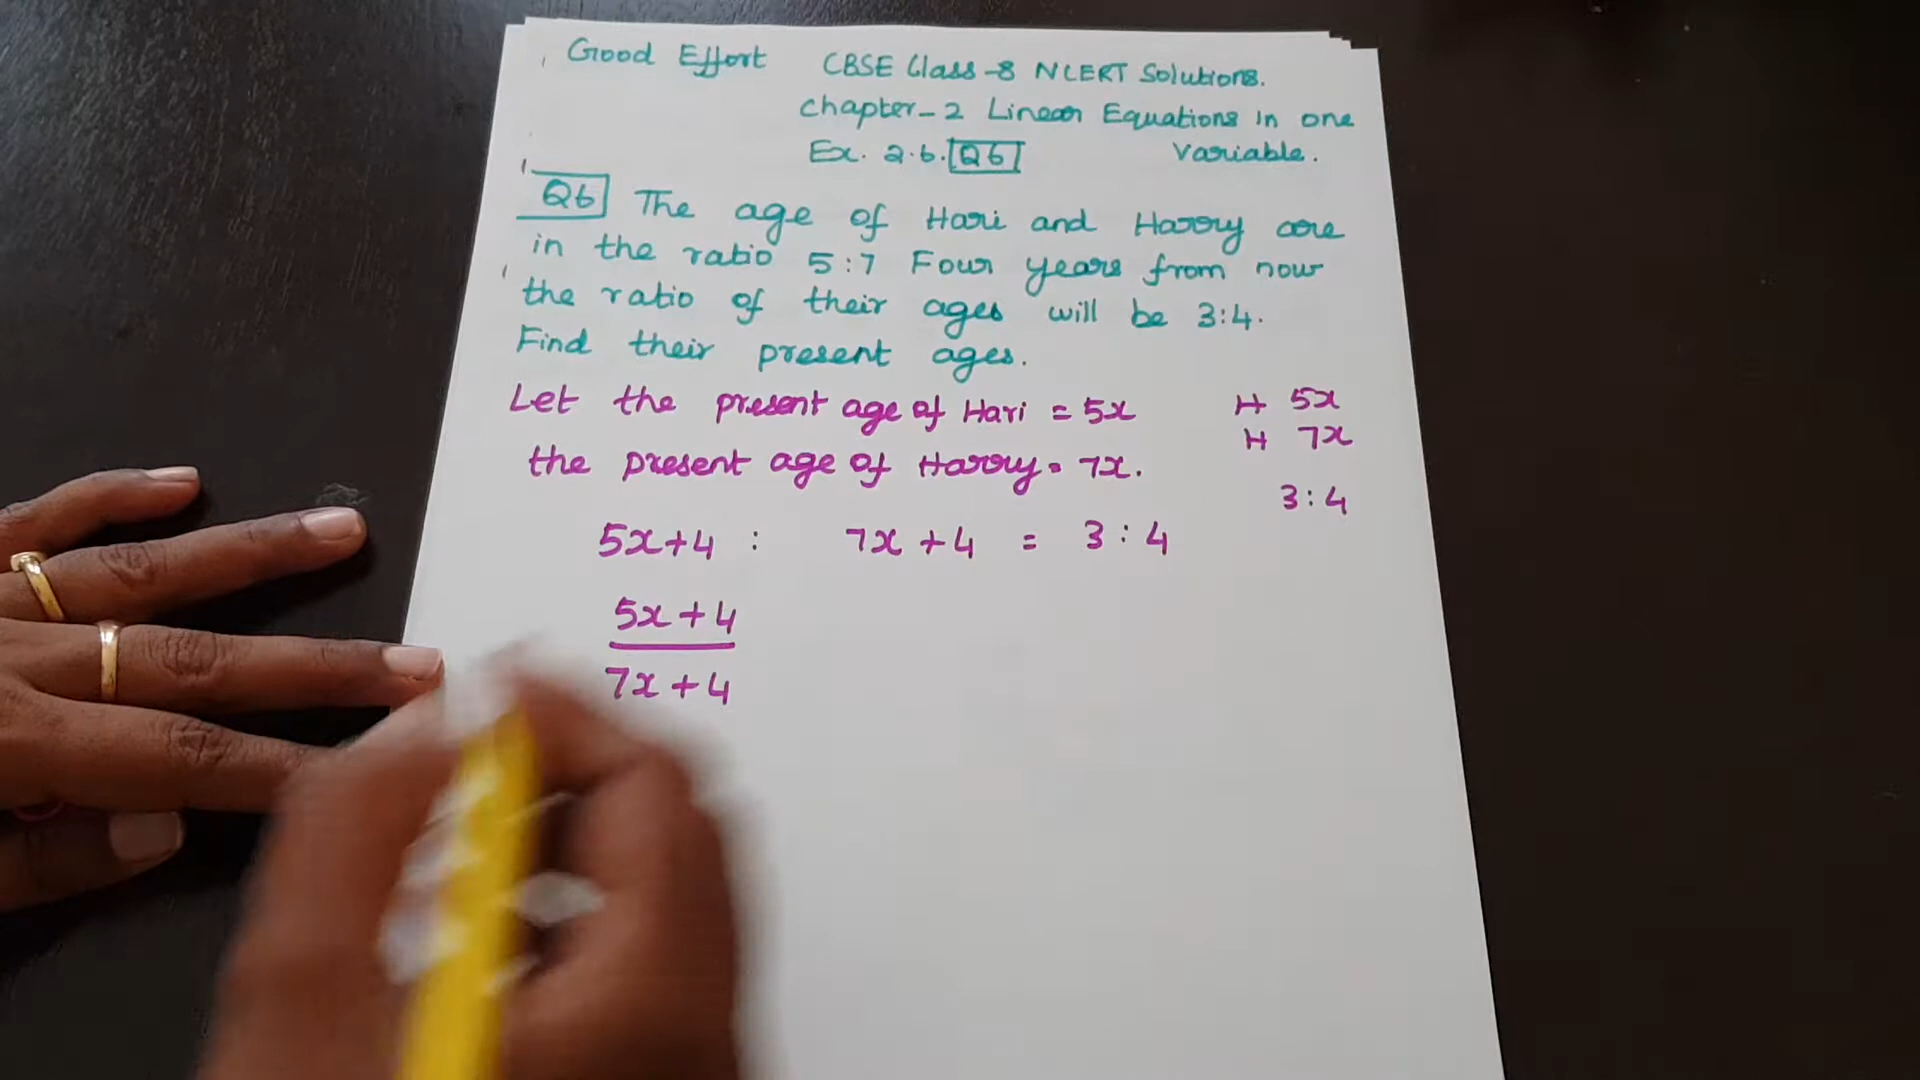 Good Effort CBSE Class-8 NCERT Solutions.
Chapter-2 Linear Equations in one
Ex. 2.6. Q6 Variable.
Q6 The age of Hari and Harry are
in the ratio 5:7 Four years from now
the ratio of their ages will be 3:4.
Find their present ages.
Let the present age of Hari = 5x
H 5x
H 7x
the present age of Harry = 7x.
3:4
5x+4 : 7x+4 = 3:4
5x+4
7x+4